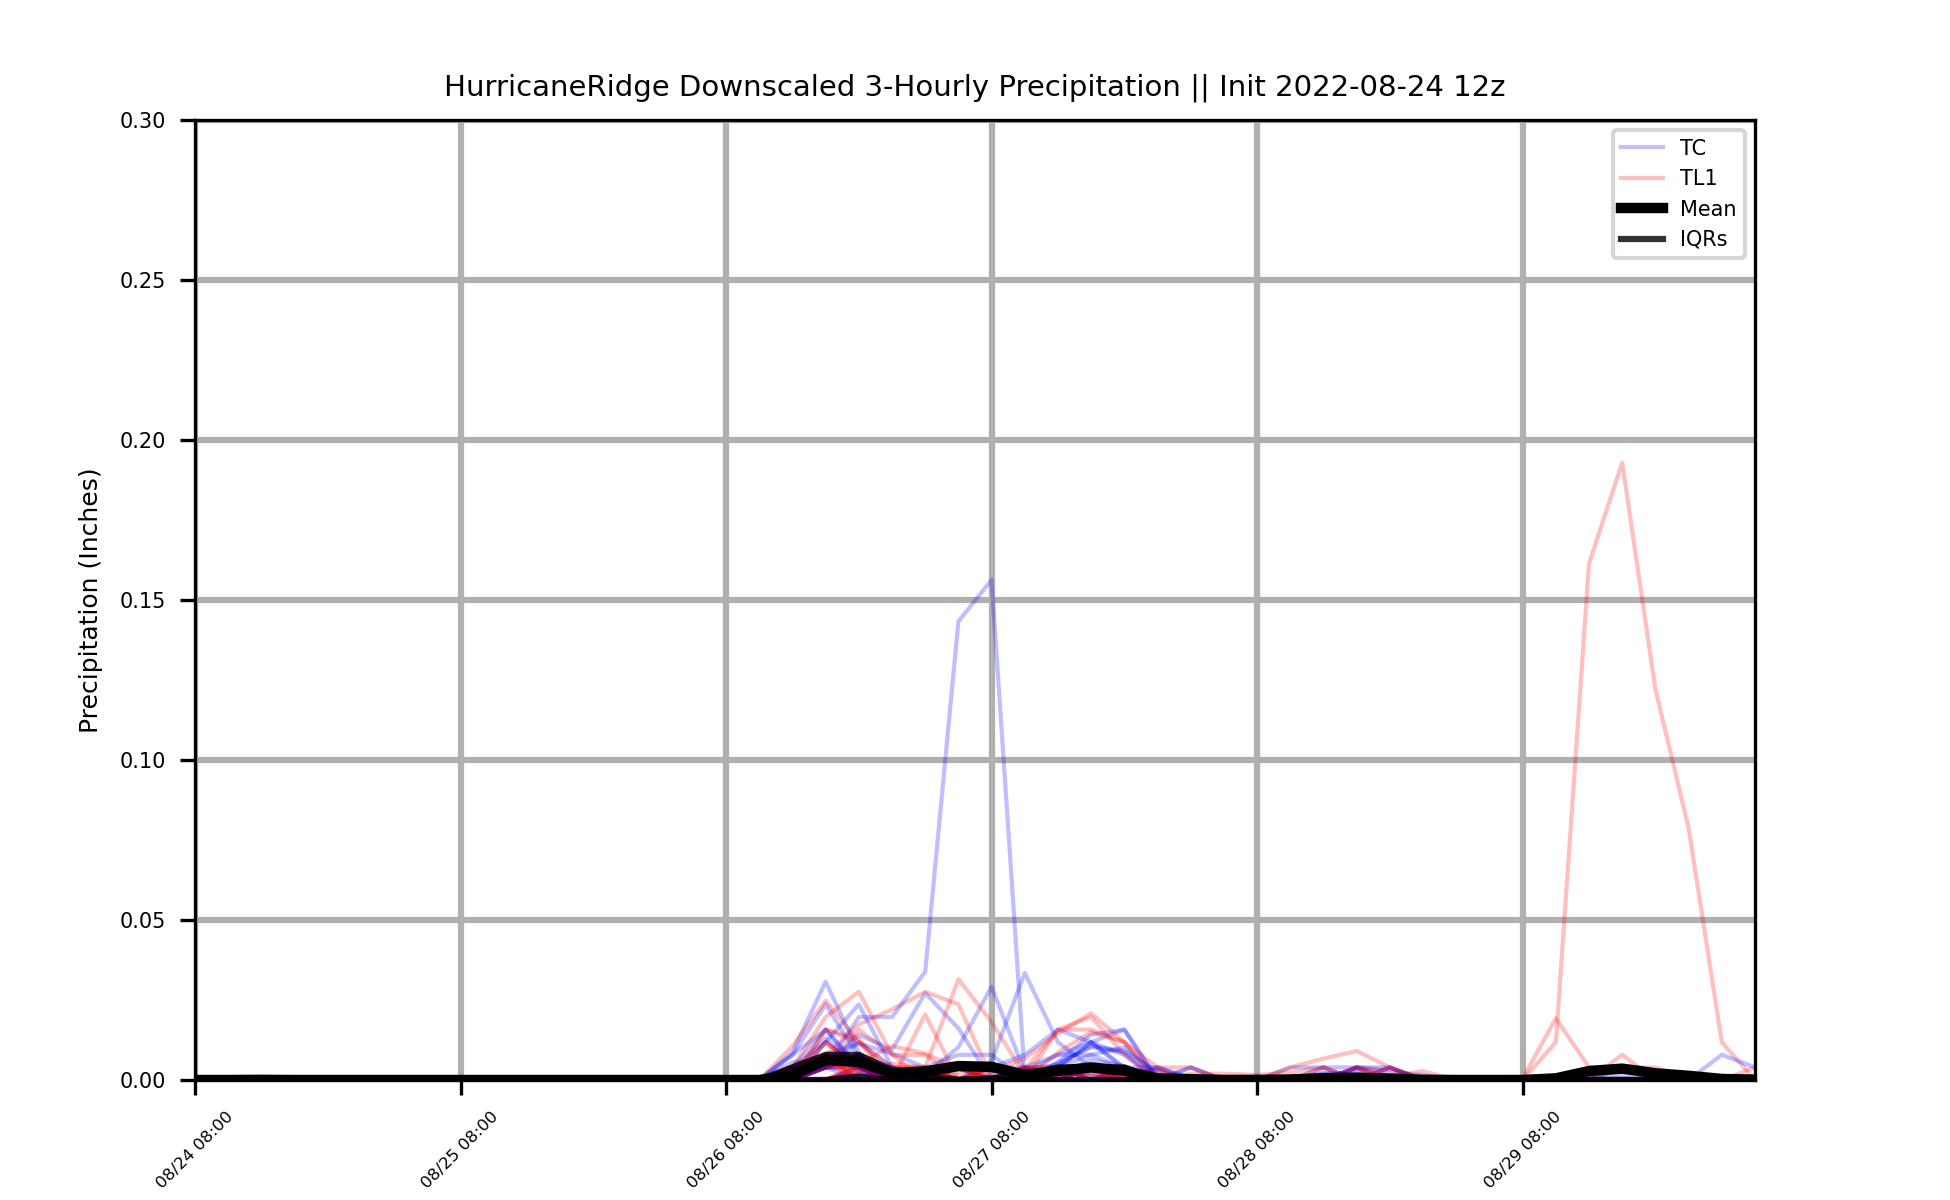 HurricaneRidge Downscaled 3-Hourly Precipitation || Init 2022-08-24 12z
TC
TL1
Mean
IQRs
Precipitation (Inches)
0.30
0.25
0.20
0.15
0.10
0.05
0.00
08/24 08:00
08/25 08:00
08/26 08:00
08/27 08:00
08/28 08:00
08/29 08:00